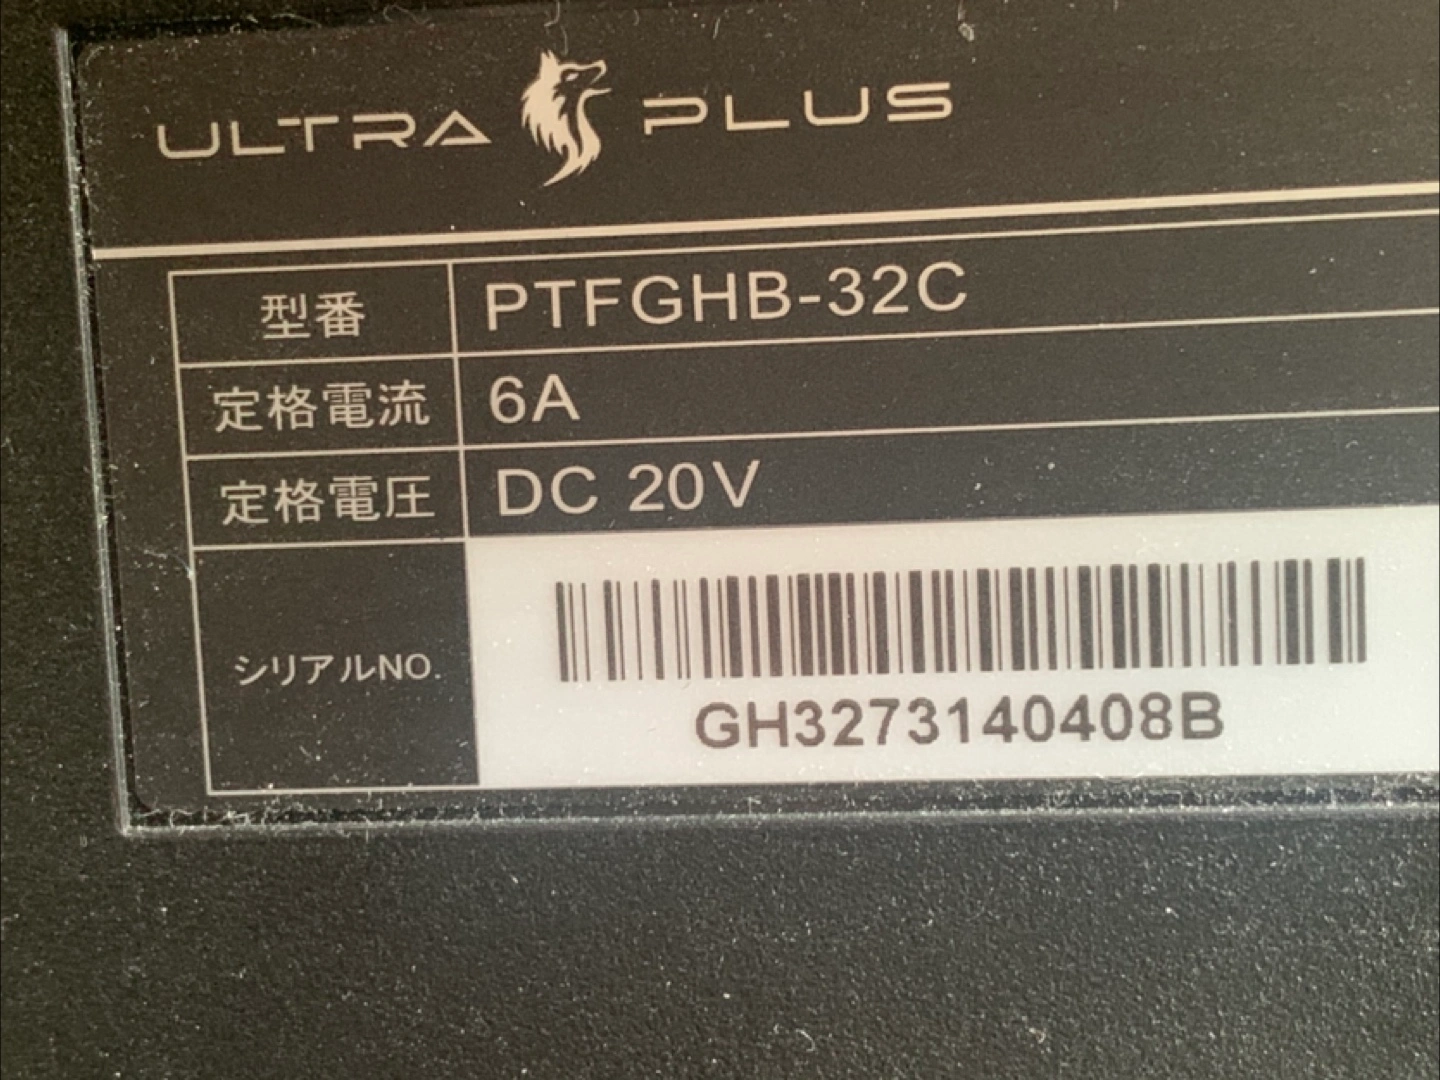 ULTRA PLUS
型番 PTFGHB-32C
定格電流 6A
定格電圧 DC 20V
シリアルNO. GH3273140408B